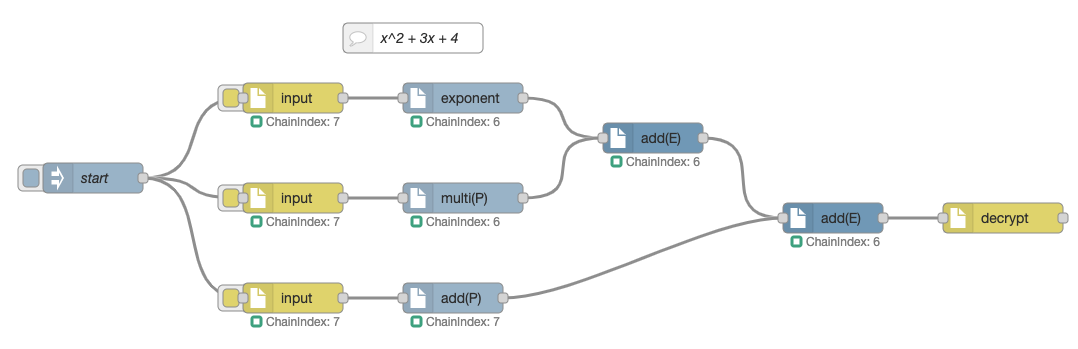 x^2 + 3x + 4
input
ChainIndex: 7
exponent
ChainIndex: 6
add(E)
ChainIndex: 6
start
input
ChainIndex: 7
multi(P)
ChainIndex: 6
add(E)
ChainIndex: 6
decrypt
input
ChainIndex: 7
add(P)
ChainIndex: 7